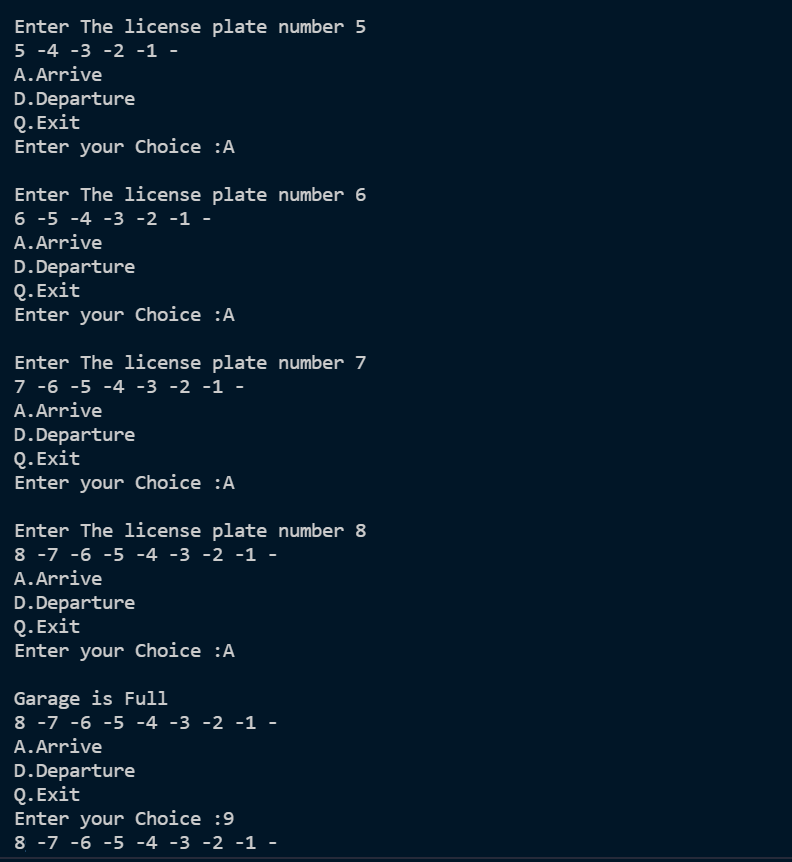 Enter The license plate number 5
5 -4 -3 -2 -1 -
A.Arrive
D.Departure
Q.Exit
Enter your Choice :A
Enter The license plate number 6
6 -5 -4 -3 -2 -1 -
A.Arrive
D.Departure
Q.Exit
Enter your Choice :A
Enter The license plate number 7
7 -6 -5 -4 -3 -2 -1 -
A.Arrive
D.Departure
Q.Exit
Enter your Choice :A
Enter The license plate number 8
8 -7 -6 -5 -4 -3 -2 -1 -
A.Arrive
D.Departure
Q.Exit
Enter your Choice :A
Garage is Full
8 -7 -6 -5 -4 -3 -2 -1 -
A.Arrive
D.Departure
Q.Exit
Enter your Choice :9
8 -7 -6 -5 -4 -3 -2 -1 -